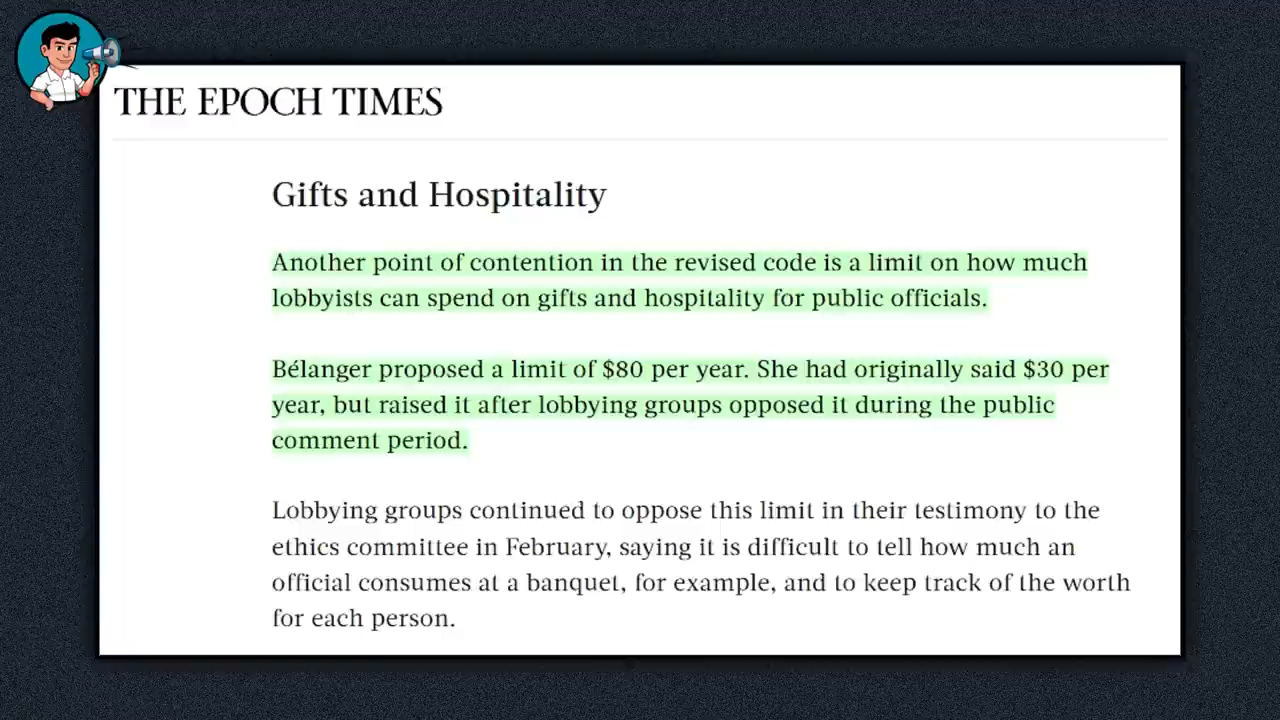 THE EPOCH TIMES
Gifts and Hospitality
Another point of contention in the revised code is a limit on how much
lobbyists can spend on gifts and hospitality for public officials.
Bélanger proposed a limit of $80 per year. She had originally said $30 per
year, but raised it after lobbying groups opposed it during the public
comment period.
Lobbying groups continued to oppose this limit in their testimony to the
ethics committee in February, saying it is difficult to tell how much an
official consumes at a banquet, for example, and to keep track of the worth
for each person.